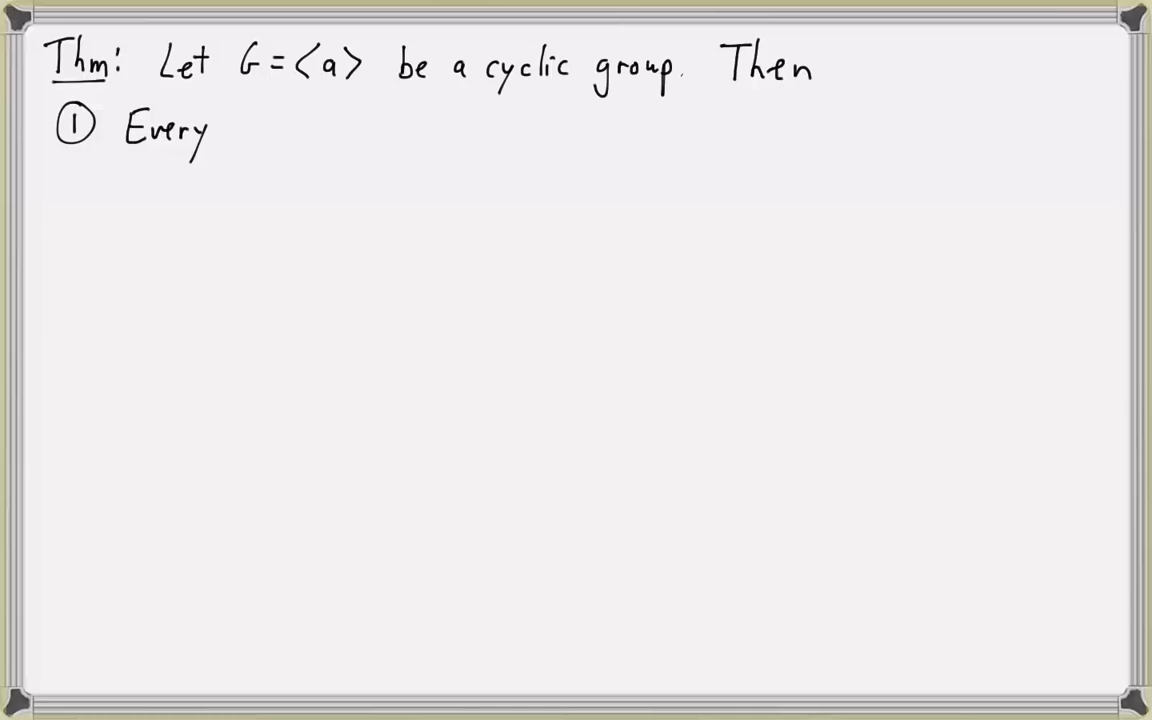 Thm: Let G = <a> be a cyclic group. Then
① Every